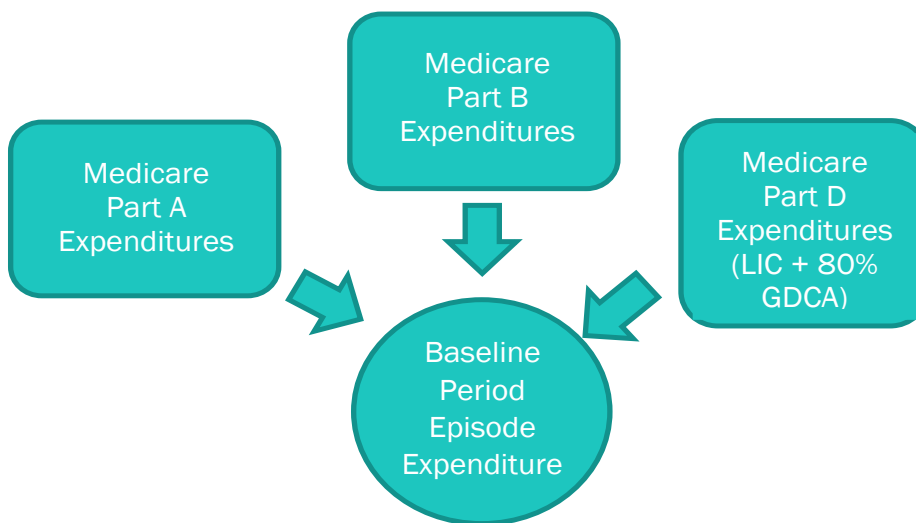 Medicare
Part A
Expenditures
Medicare
Part B
Expenditures
Medicare
Part D
Expenditures
(LIC + 80%
GDCA)
Baseline
Period
Episode
Expenditure